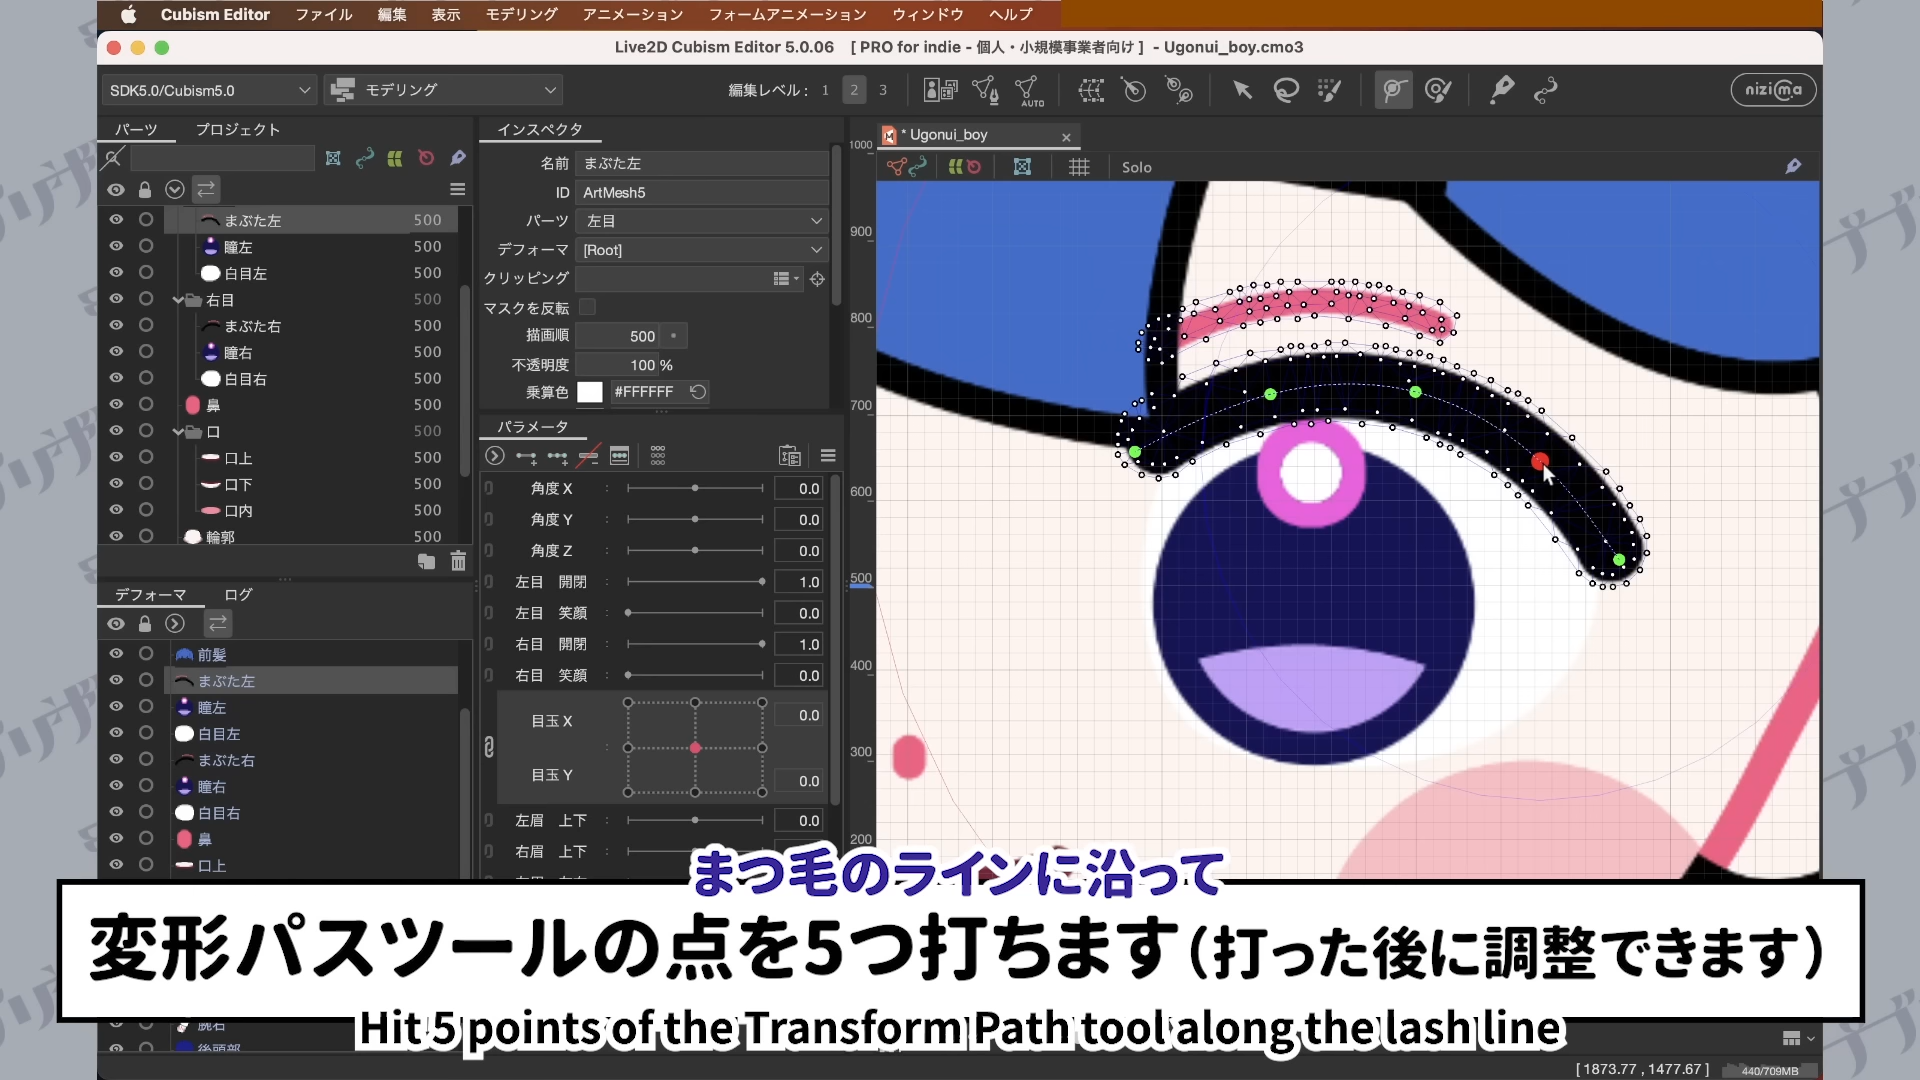 Cubism Editor ファイル 編集 表示 モデリング アニメーション フォームアニメーション ウィンドウ ヘルプ
Live2D Cubism Editor 5.0.06 [ PRO for indie - 個人・小規模事業者向け ] - Ugonui_boy.cmo3
SDK5.0/Cubism5.0 モデリング 編集レベル : 1 2 3 AUTO nizima
パーツ プロジェクト
まぶた左 500
瞳左 500
白目左 500
右目 500
まぶた右 500
瞳右 500
白目右 500
鼻 500
口 500
口上 500
口下 500
口内 500
輪郭 500
デフォーマ ログ
前髪
まぶた左
瞳左
白目左
まぶた右
瞳右
白目右
鼻
口上
腕右
後頭部
インスペクタ
名前 まぶた左
ID ArtMesh5
パーツ 左目
デフォーマ [Root]
クリッピング
マスクを反転
描画順 500
不透明度 100 %
乗算色 #FFFFFF
パラメータ
角度 X : 0.0
角度 Y : 0.0
角度 Z : 0.0
左目 開閉 : 1.0
左目 笑顔 : 0.0
右目 開閉 : 1.0
右目 笑顔 : 0.0
目玉 X 0.0
目玉 Y 0.0
左眉 上下 : 0.0
右眉 上下 :
* Ugonui_boy
Solo
1000
900
800
700
600
500
400
300
200
まつ毛のラインに沿って
変形パスツールの点を5つ打ちます(打った後に調整できます)
Hit 5 points of the Transform Path tool along the lash line
[ 1873.77 , 1477.67 ] 440/709MB